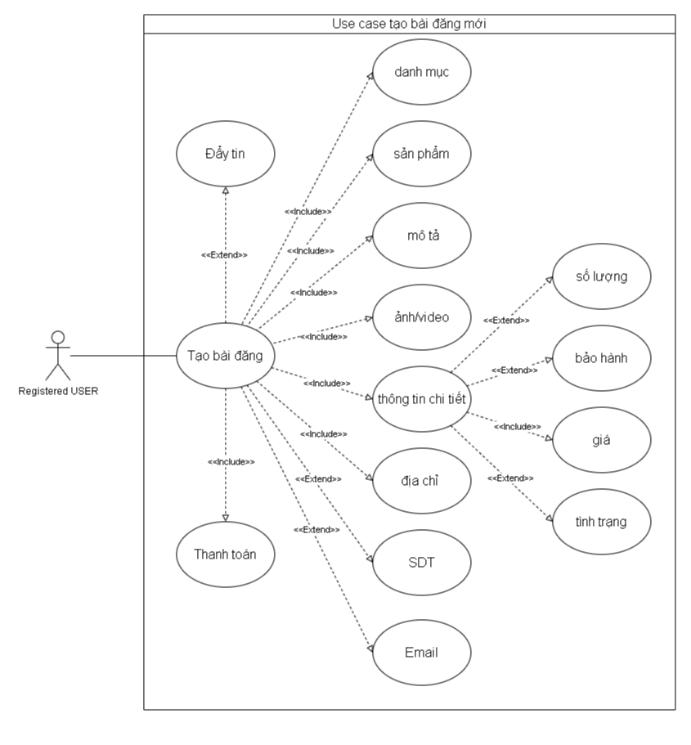 Use case tạo bài đăng mới
danh mục
Đẩy tin
sản phẩm
<<Include>>
mô tả
<<Include>>
<<Extend>>
<<Include>>
số lượng
ảnh/video
<<Extend>>
<<Include>>
Tạo bài đăng
bảo hành
<<Extend>>
<<Include>>
Registered USER
thông tin chi tiết
<<Include>>
<<Include>>
giá
<<Include>>
<<Extend>>
địa chỉ
<<Extend>>
tình trạng
<<Extend>>
Thanh toán
SDT
Email